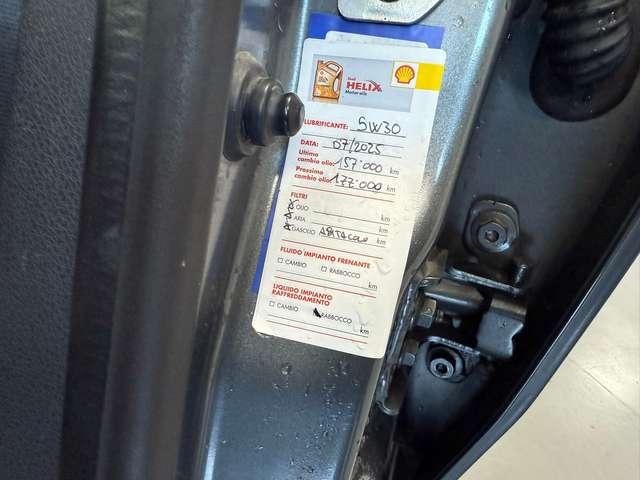 Shell
HELIX
Motor oils
LUBRIFICANTE: 5W30
DATA: 07/2025
Ultimo cambio olio: 157.000 km
Prossimo cambio olio: 177.000 km
FILTRI
OLIO km
ARIA km
GASOLIO km
FLUIDO IMPIANTO FRENANTE
CAMBIO RABBOCCO
km
LIQUIDO IMPIANTO
RAFFREDDAMENTO
CAMBIO RABBOCCO
km